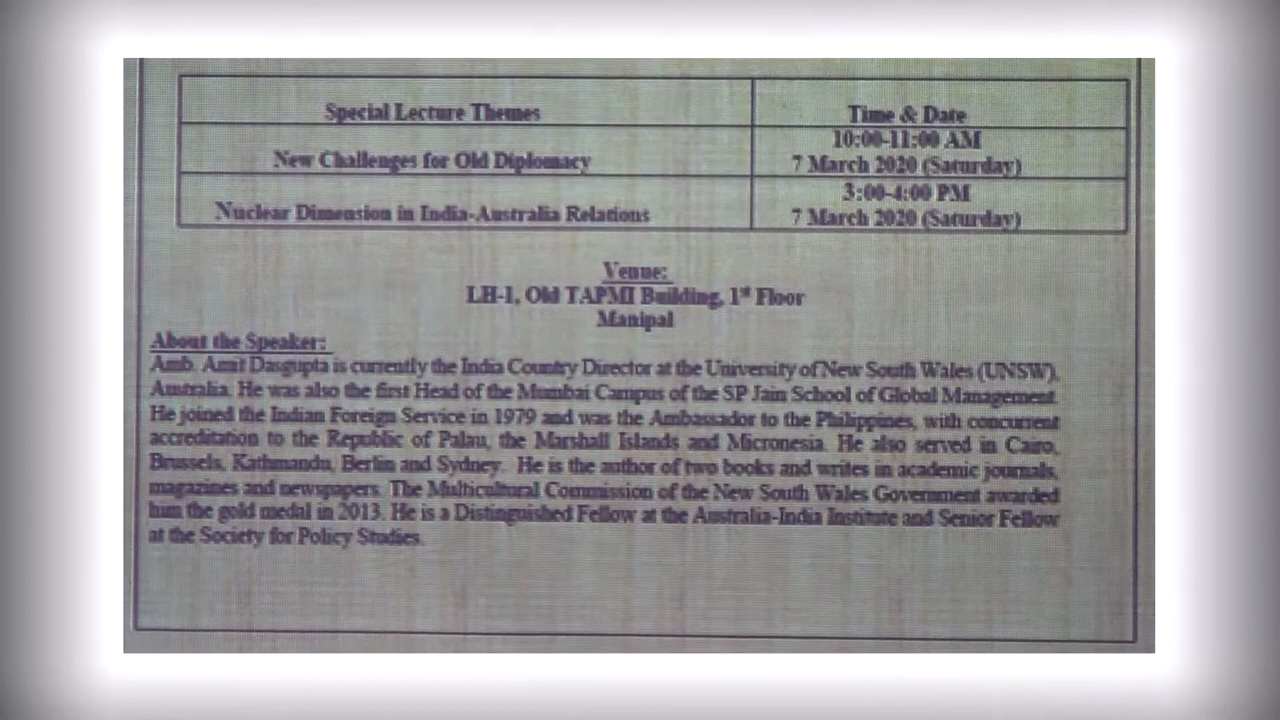 Special Lecture Themes Time & Date
New Challenges for Old Diplomacy 10:00-11:00 AM
7 March 2020 (Saturday)
Nuclear Dimension in India-Australia Relations 3:00-4:00 PM
7 March 2020 (Saturday)
Venue:
LH-1, Old TAPMI Building, 1st Floor
Manipal
About the Speaker:
Amb. Amit Dasgupta is currently the India Country Director at the University of New South Wales (UNSW),
Australia. He was also the first Head of the Mumbai Campus of the SP Jain School of Global Management.
He joined the Indian Foreign Service in 1979 and was the Ambassador to the Philippines, with concurrent
accreditation to the Republic of Palau, the Marshall Islands and Micronesia. He also served in Cairo,
Brussels, Kathmandu, Berlin and Sydney. He is the author of two books and writes in academic journals,
magazines and newspapers. The Multicultural Commission of the New South Wales Government awarded
him the gold medal in 2013. He is a Distinguished Fellow at the Australia-India Institute and Senior Fellow
at the Society for Policy Studies.